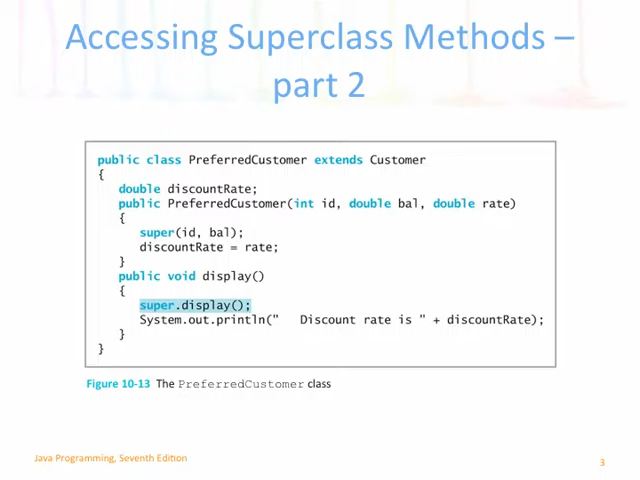 Accessing Superclass Methods –
part 2
public class PreferredCustomer extends Customer
{
double discountRate;
public PreferredCustomer(int id, double bal, double rate)
{
super(id, bal);
discountRate = rate;
}
public void display()
{
super.display();
System.out.println("   Discount rate is " + discountRate);
}
}
Figure 10-13 The PreferredCustomer class
Java Programming, Seventh Edition
3